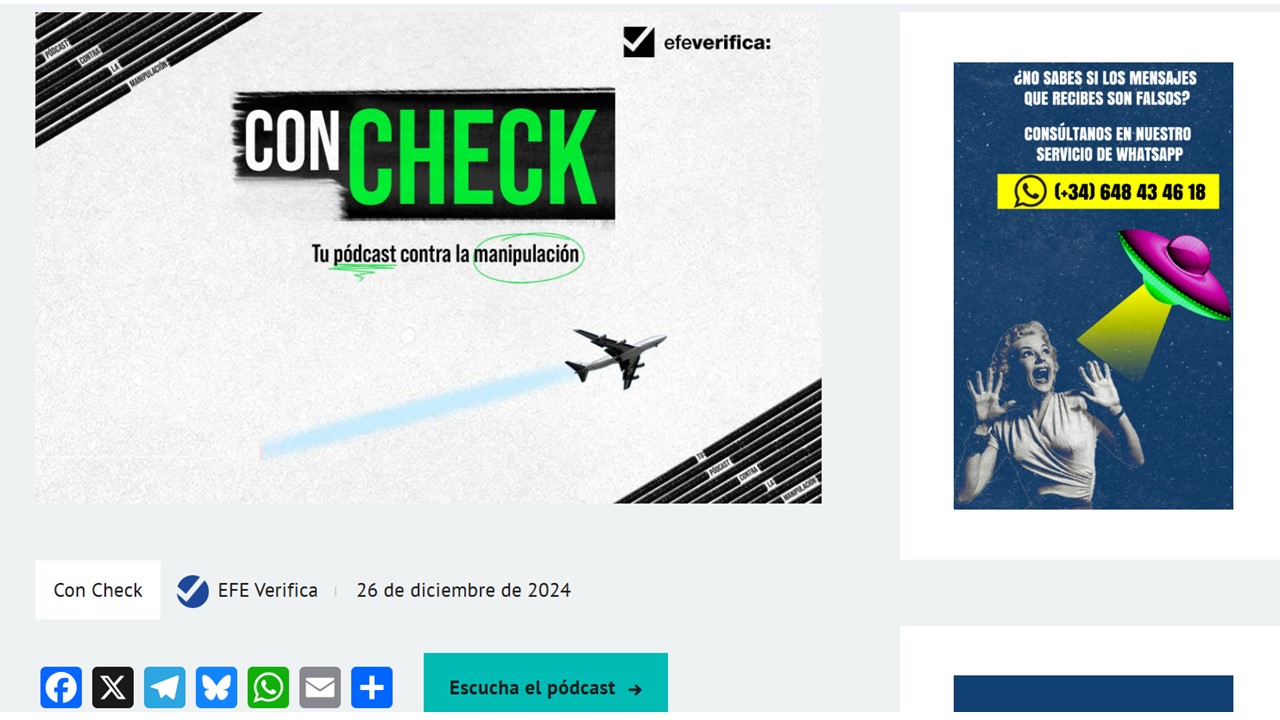 PÓDCAST
CONTRA
LA
MANIPULACIÓN
efeverifica:
CON CHECK
Tu pódcast contra la manipulación
TU
PÓDCAST
CONTRA
LA
MANIPULACIÓN
Con Check
EFE Verifica
26 de diciembre de 2024
Escucha el pódcast →
¿NO SABES SI LOS MENSAJES
QUE RECIBES SON FALSOS?
CONSÚLTANOS EN NUESTRO
SERVICIO DE WHATSAPP
(+34) 648 43 46 18